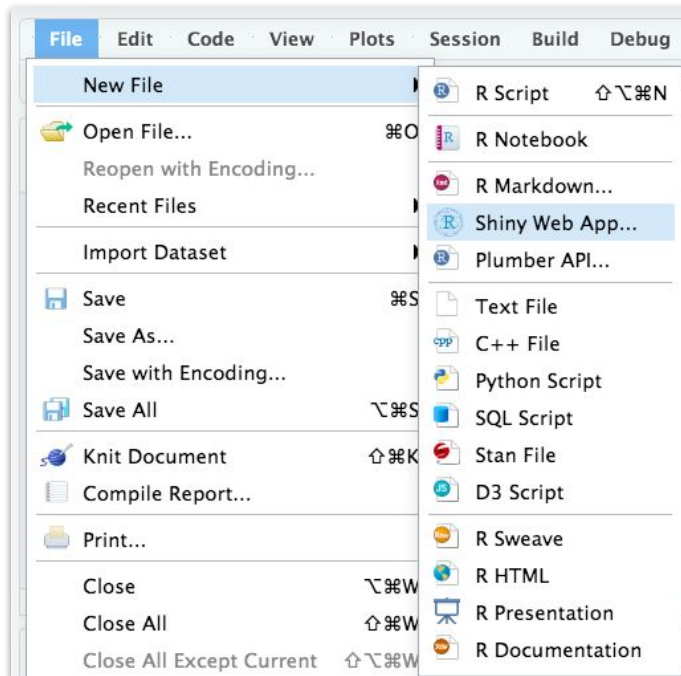 File Edit Code View Plots Session Build Debug
New File
Open File... ⌘O
Reopen with Encoding...
Recent Files
Import Dataset
Save ⌘S
Save As...
Save with Encoding...
Save All ⌥⌘S
Knit Document ⇧⌘K
Compile Report...
Print...
Close ⌥⌘W
Close All ⇧⌘W
Close All Except Current ⇧⌥⌘W
R Script ⇧⌥⌘N
R Notebook
R Markdown...
Shiny Web App...
Plumber API...
Text File
C++ File
Python Script
SQL Script
Stan File
D3 Script
R Sweave
R HTML
R Presentation
R Documentation